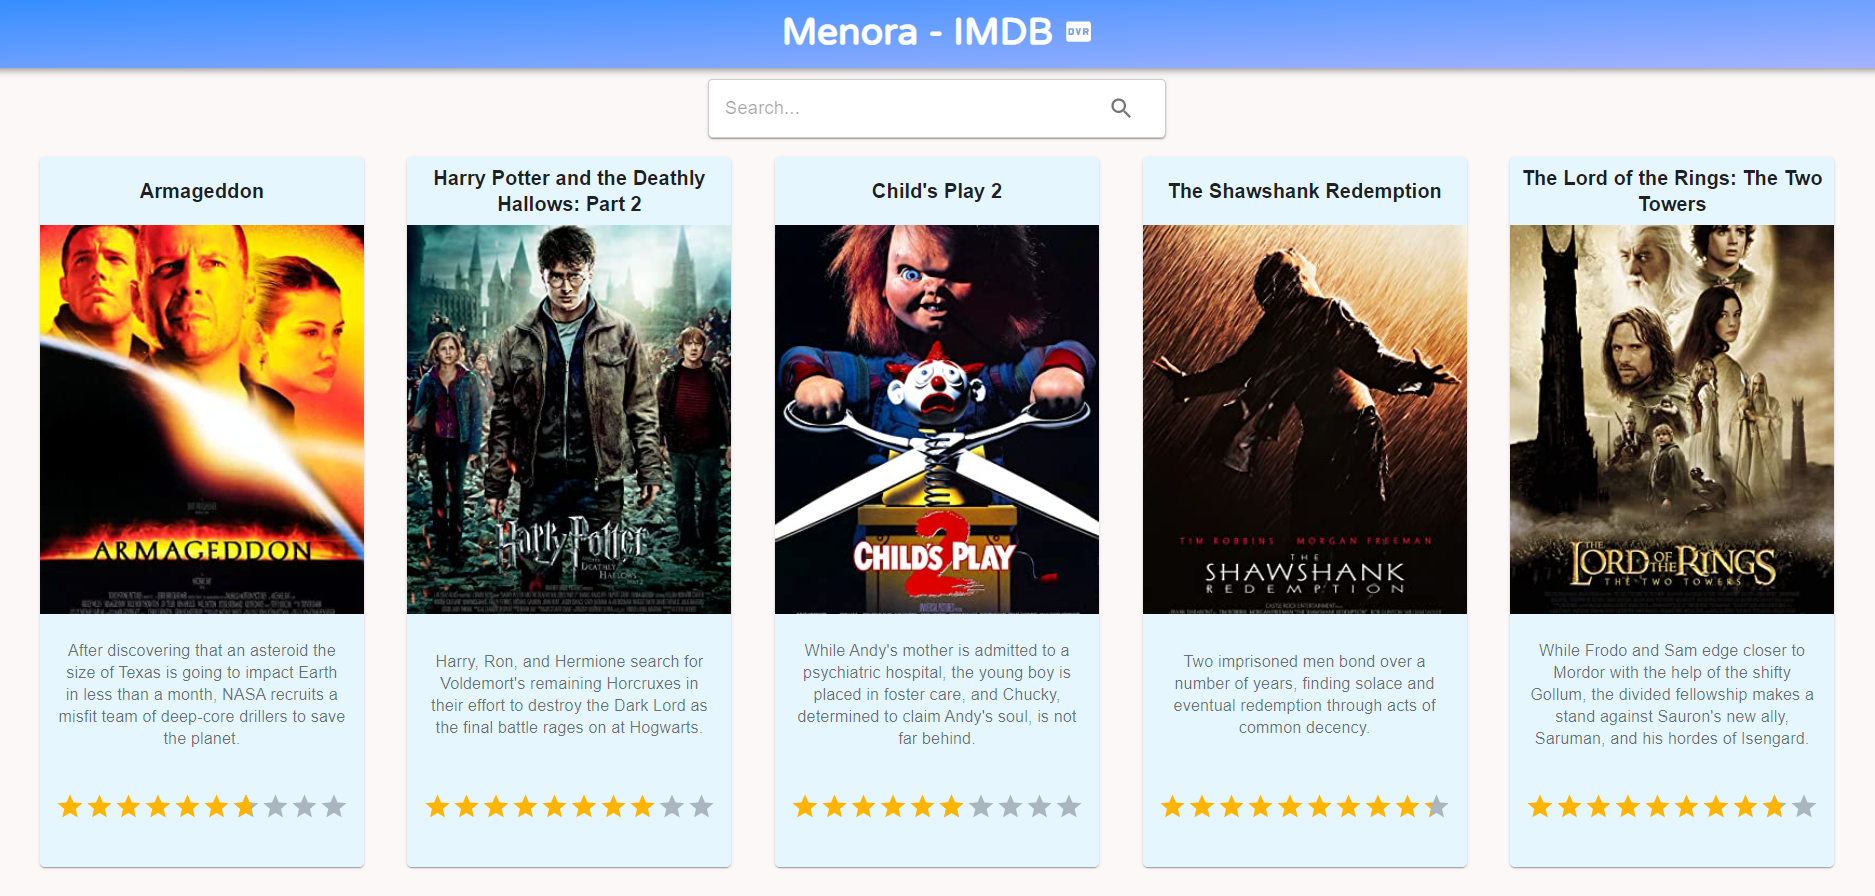 Menora - IMDB DVR
Search...
Armageddon
ARMAGEDDON
After discovering that an asteroid the
size of Texas is going to impact Earth
in less than a month, NASA recruits a
misfit team of deep-core drillers to save
the planet.
Harry Potter and the Deathly
Hallows: Part 2
Harry Potter
DEATHLY
HALLOWS
Harry, Ron, and Hermione search for
Voldemort's remaining Horcruxes in
their effort to destroy the Dark Lord as
the final battle rages on at Hogwarts.
Child's Play 2
CHILD'S PLAY
2
While Andy's mother is admitted to a
psychiatric hospital, the young boy is
placed in foster care, and Chucky,
determined to claim Andy's soul, is not
far behind.
The Shawshank Redemption
TIM ROBBINS MORGAN FREEMAN
THE
SHAWSHANK
REDEMPTION
Two imprisoned men bond over a
number of years, finding solace and
eventual redemption through acts of
common decency.
The Lord of the Rings: The Two
Towers
THE
LORD OF THE RINGS
THE TWO TOWERS
While Frodo and Sam edge closer to
Mordor with the help of the shifty
Gollum, the divided fellowship makes a
stand against Sauron's new ally,
Saruman, and his hordes of Isengard.